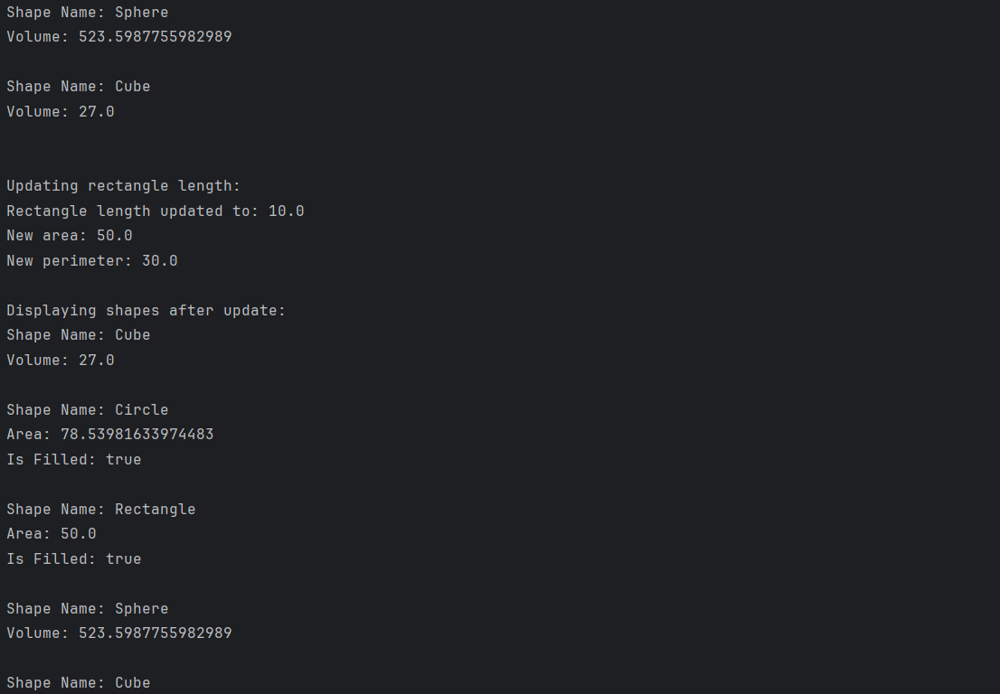 Shape Name: Sphere
Volume: 523.5987755982989
Shape Name: Cube
Volume: 27.0
Updating rectangle length:
Rectangle length updated to: 10.0
New area: 50.0
New perimeter: 30.0
Displaying shapes after update:
Shape Name: Cube
Volume: 27.0
Shape Name: Circle
Area: 78.53981633974483
Is Filled: true
Shape Name: Rectangle
Area: 50.0
Is Filled: true
Shape Name: Sphere
Volume: 523.5987755982989
Shape Name: Cube